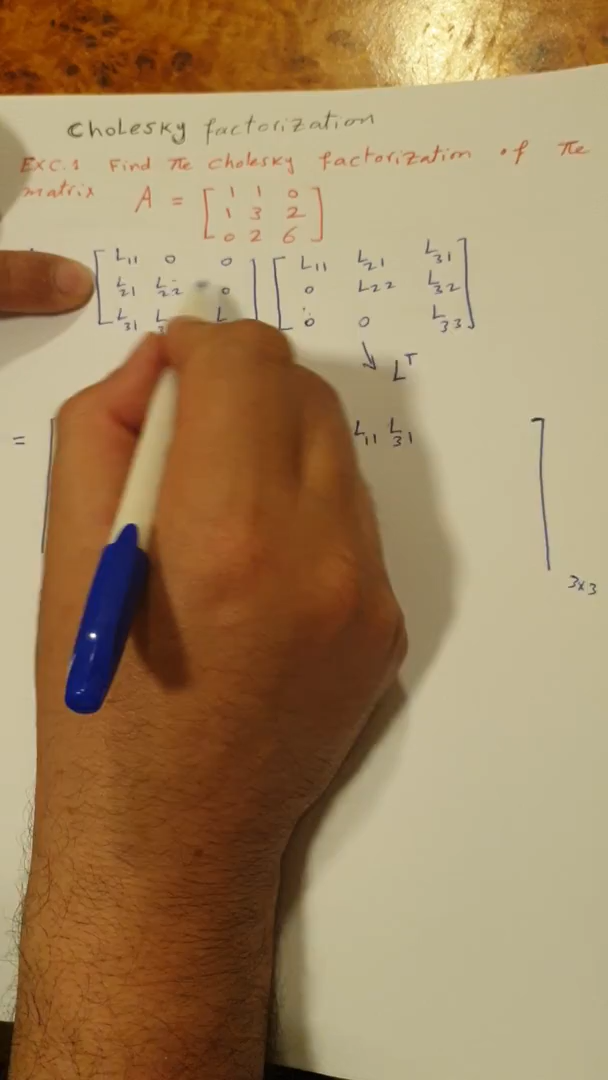 Cholesky factorization
Exc.1 Find the cholesky factorization of the
matrix A = [ 1 1 0
1 3 2
0 2 6 ]
[ L11 0 0 ] [ L11 L21 L31
L21 L22 0 0 L22 L32
L31 L 0 0 L33 ]
LT
= [ L11 L31 ]
3x3